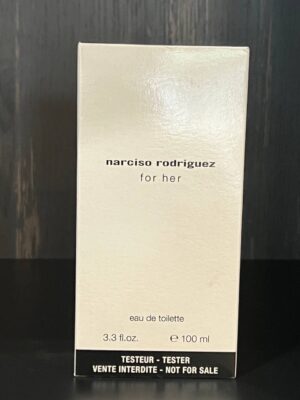 narciso rodriguez
for her
eau de toilette
3.3 fl.oz. ℮ 100 ml
TESTEUR - TESTER
VENTE INTERDITE - NOT FOR SALE